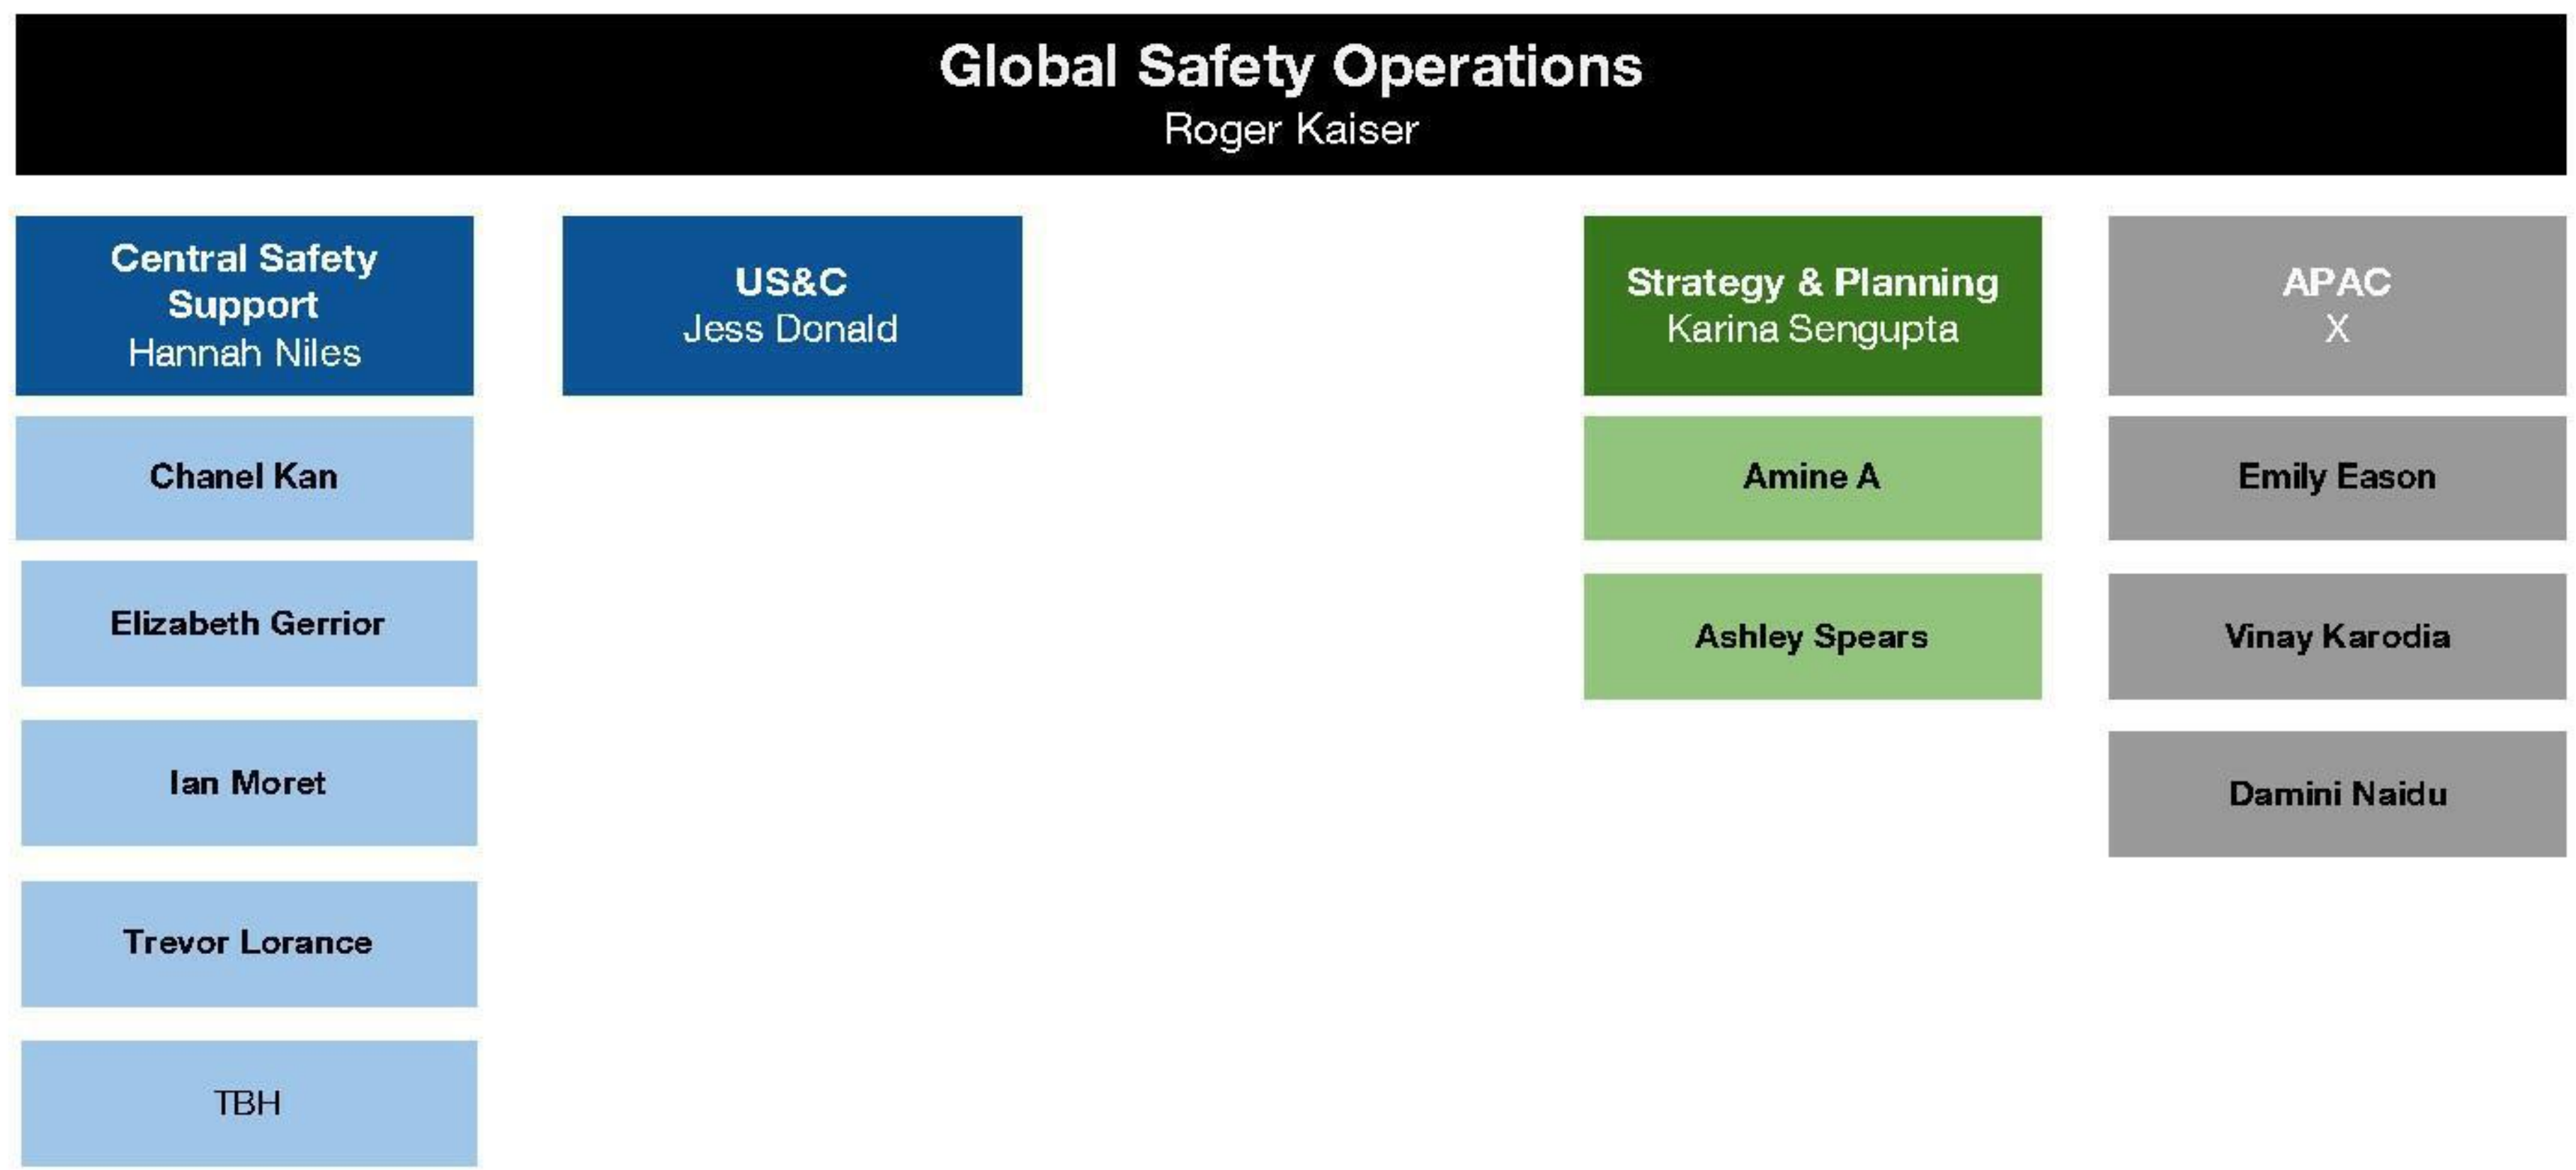 Global Safety Operations
Roger Kaiser
Central Safety
Support
Hannah Niles
Chanel Kan
Elizabeth Gerrior
Ian Moret
Trevor Lorance
TBH
US&C
Jess Donald
Strategy & Planning
Karina Sengupta
Amine A
Ashley Spears
APAC
X
Emily Eason
Vinay Karodia
Damini Naidu